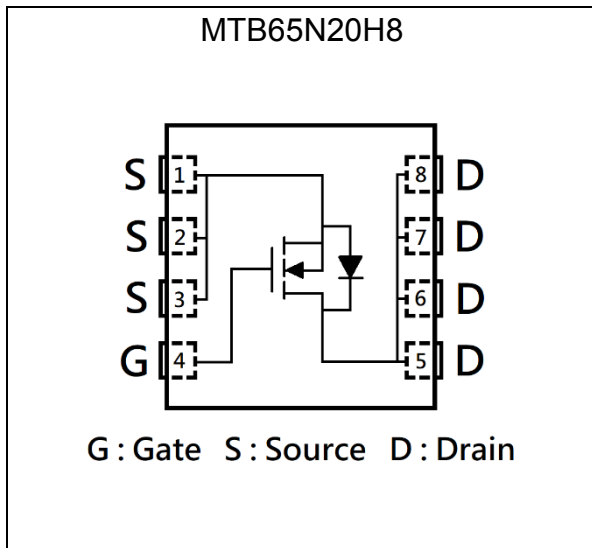 MTB65N20H8
S 1 8 D
S 2 7 D
S 3 6 D
G 4 5 D
G : Gate S : Source D : Drain